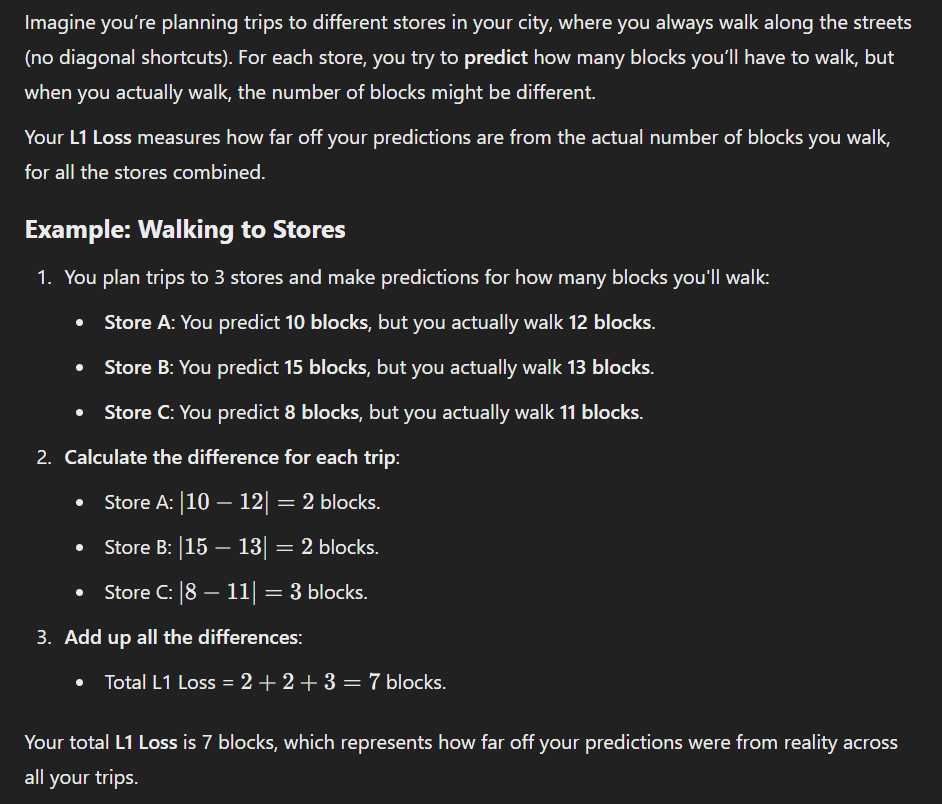 Imagine you're planning trips to different stores in your city, where you always walk along the streets
(no diagonal shortcuts). For each store, you try to predict how many blocks you'll have to walk, but
when you actually walk, the number of blocks might be different.
Your L1 Loss measures how far off your predictions are from the actual number of blocks you walk,
for all the stores combined.
Example: Walking to Stores
1. You plan trips to 3 stores and make predictions for how many blocks you'll walk:
• Store A: You predict 10 blocks, but you actually walk 12 blocks.
• Store B: You predict 15 blocks, but you actually walk 13 blocks.
• Store C: You predict 8 blocks, but you actually walk 11 blocks.
2. Calculate the difference for each trip:
• Store A: |10 − 12| = 2 blocks.
• Store B: |15 − 13| = 2 blocks.
• Store C: |8 − 11| = 3 blocks.
3. Add up all the differences:
• Total L1 Loss = 2 + 2 + 3 = 7 blocks.
Your total L1 Loss is 7 blocks, which represents how far off your predictions were from reality across
all your trips.